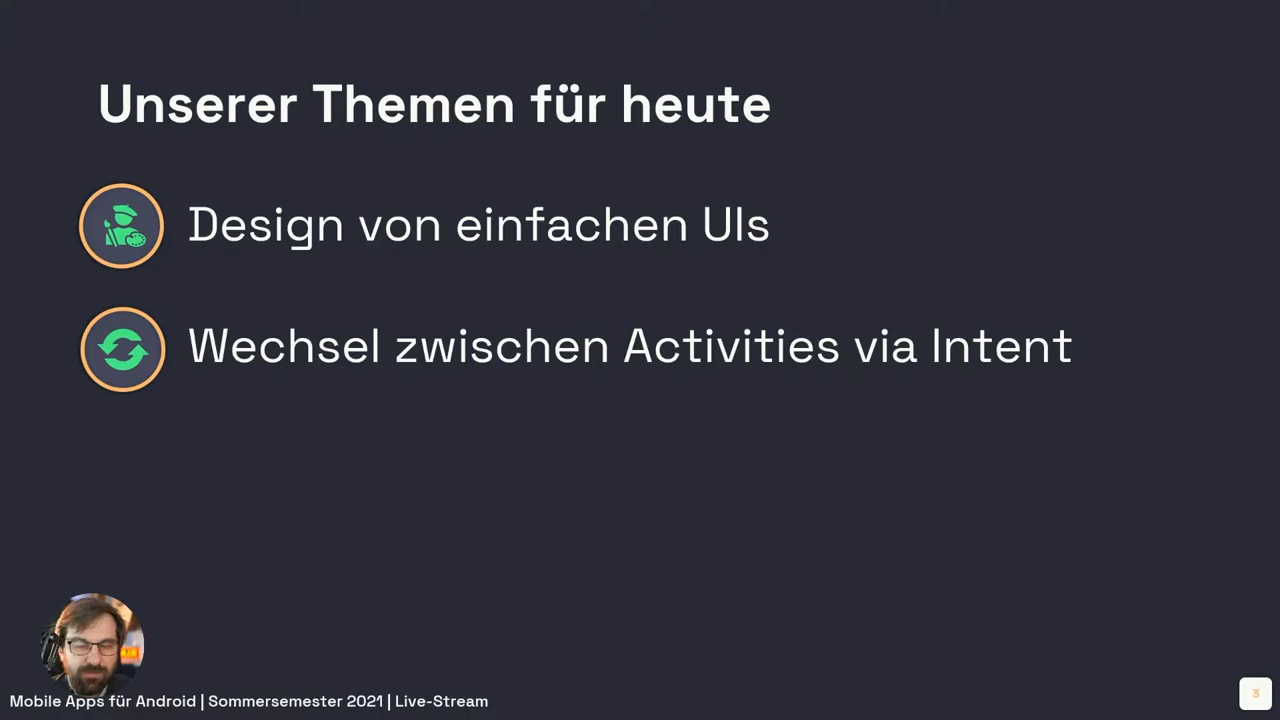 Unserer Themen für heute
Design von einfachen UIs
Wechsel zwischen Activities via Intent
Mobile Apps für Android | Sommersemester 2021 | Live-Stream
3